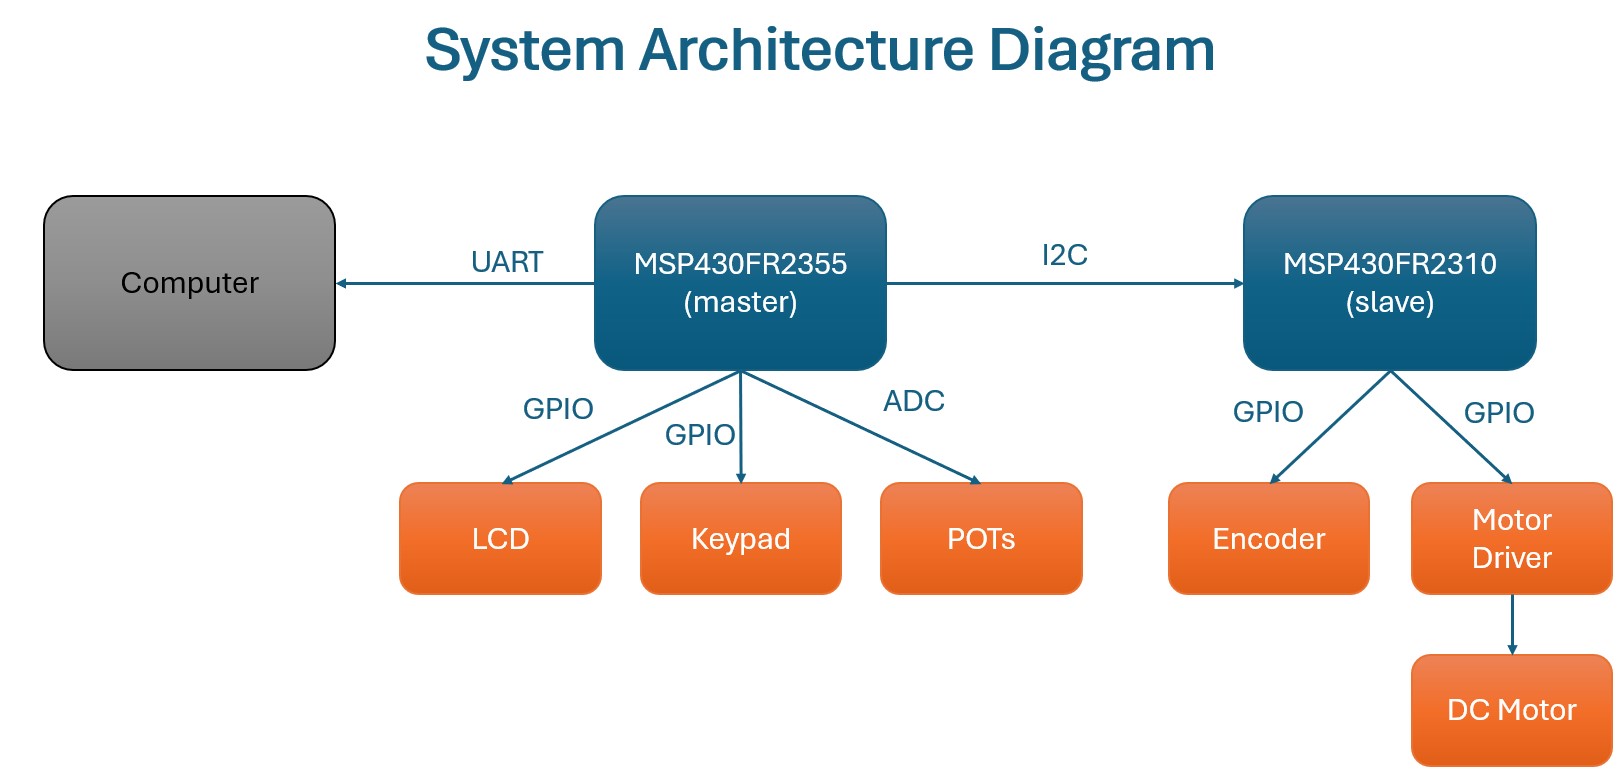 System Architecture Diagram
Computer
UART
MSP430FR2355
(master)
I2C
MSP430FR2310
(slave)
GPIO
GPIO
ADC
GPIO
GPIO
LCD
Keypad
POTs
Encoder
Motor
Driver
DC Motor